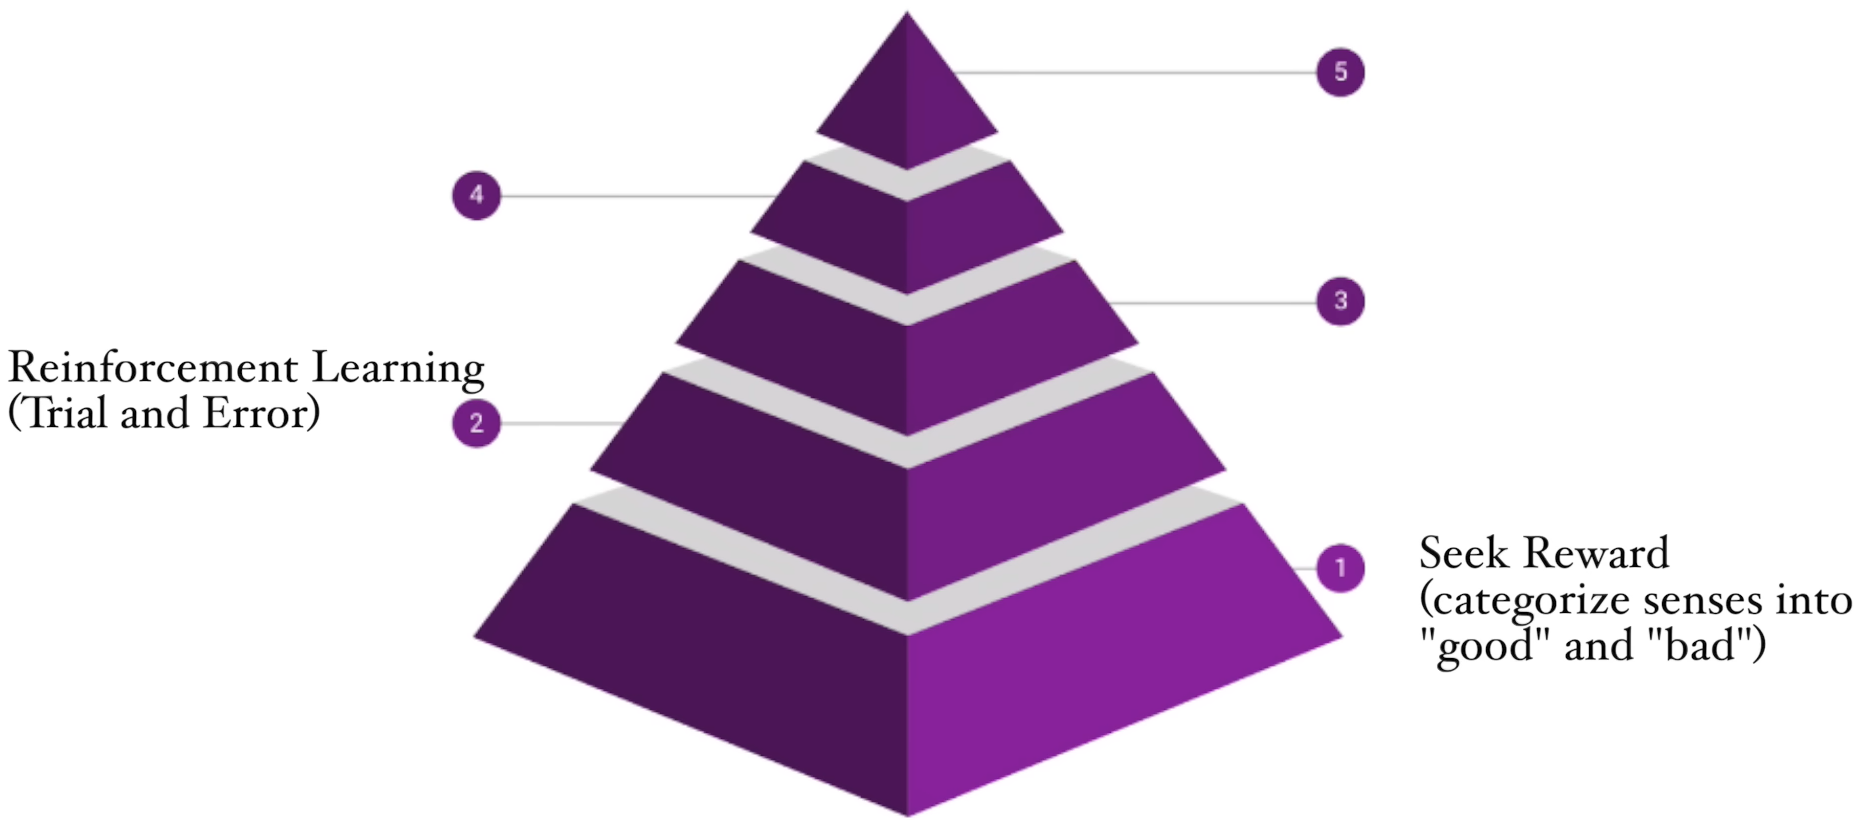 5
4
3
Reinforcement Learning
(Trial and Error)
2
1
Seek Reward
(categorize senses into
"good" and "bad")